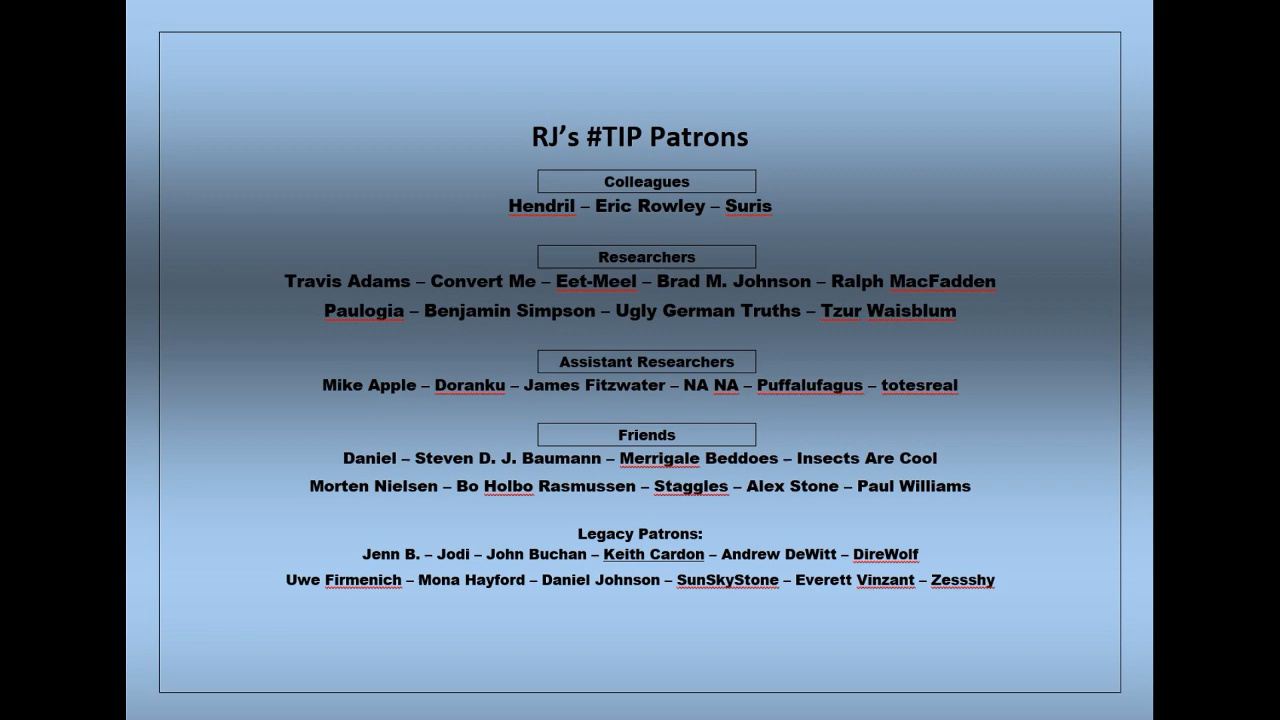 RJ’s #TIP Patrons
Colleagues
Hendril – Eric Rowley – Suris
Researchers
Travis Adams – Convert Me – Eet-Meel – Brad M. Johnson – Ralph MacFadden
Paulogia – Benjamin Simpson – Ugly German Truths – Tzur Waisblum
Assistant Researchers
Mike Apple – Doranku – James Fitzwater – NA NA – Puffalufagus – totesreal
Friends
Daniel – Steven D. J. Baumann – Merrigale Beddoes – Insects Are Cool
Morten Nielsen – Bo Holbo Rasmussen – Staggles – Alex Stone – Paul Williams
Legacy Patrons:
Jenn B. – Jodi – John Buchan – Keith Cardon – Andrew DeWitt – DireWolf
Uwe Firmenich – Mona Hayford – Daniel Johnson – SunSkyStone – Everett Vinzant – Zessshy